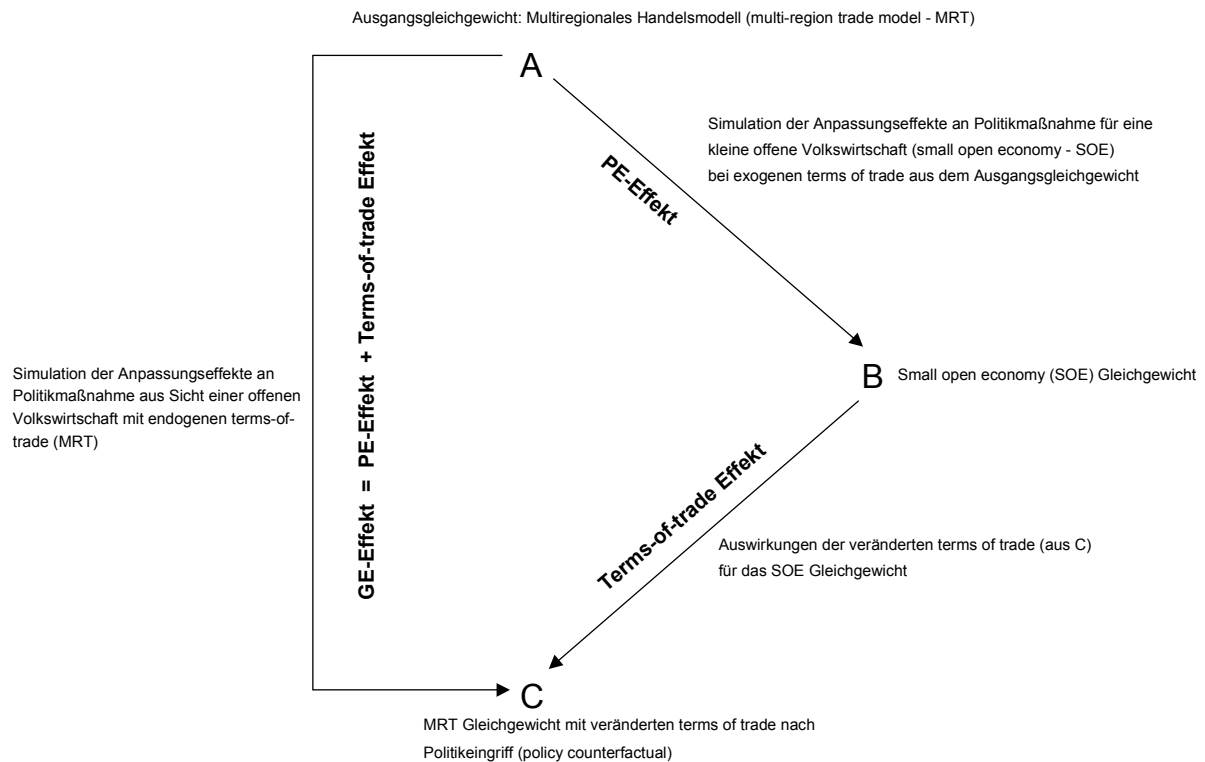 Ausgangsgleichgewicht: Multiregionales Handelsmodell (multi-region trade model - MRT)
A
Simulation der Anpassungseffekte an Politikmaßnahme für eine
kleine offene Volkswirtschaft (small open economy - SOE)
bei exogenen terms of trade aus dem Ausgangsgleichgewicht
PE-Effekt
GE-Effekt = PE-Effekt + Terms-of-trade Effekt
Simulation der Anpassungseffekte an
Politikmaßnahme aus Sicht einer offenen
Volkswirtschaft mit endogenen terms-of-
trade (MRT)
B
Small open economy (SOE) Gleichgewicht
Terms-of-trade Effekt
Auswirkungen der veränderten terms of trade (aus C)
für das SOE Gleichgewicht
C
MRT Gleichgewicht mit veränderten terms of trade nach
Politikeingriff (policy counterfactual)